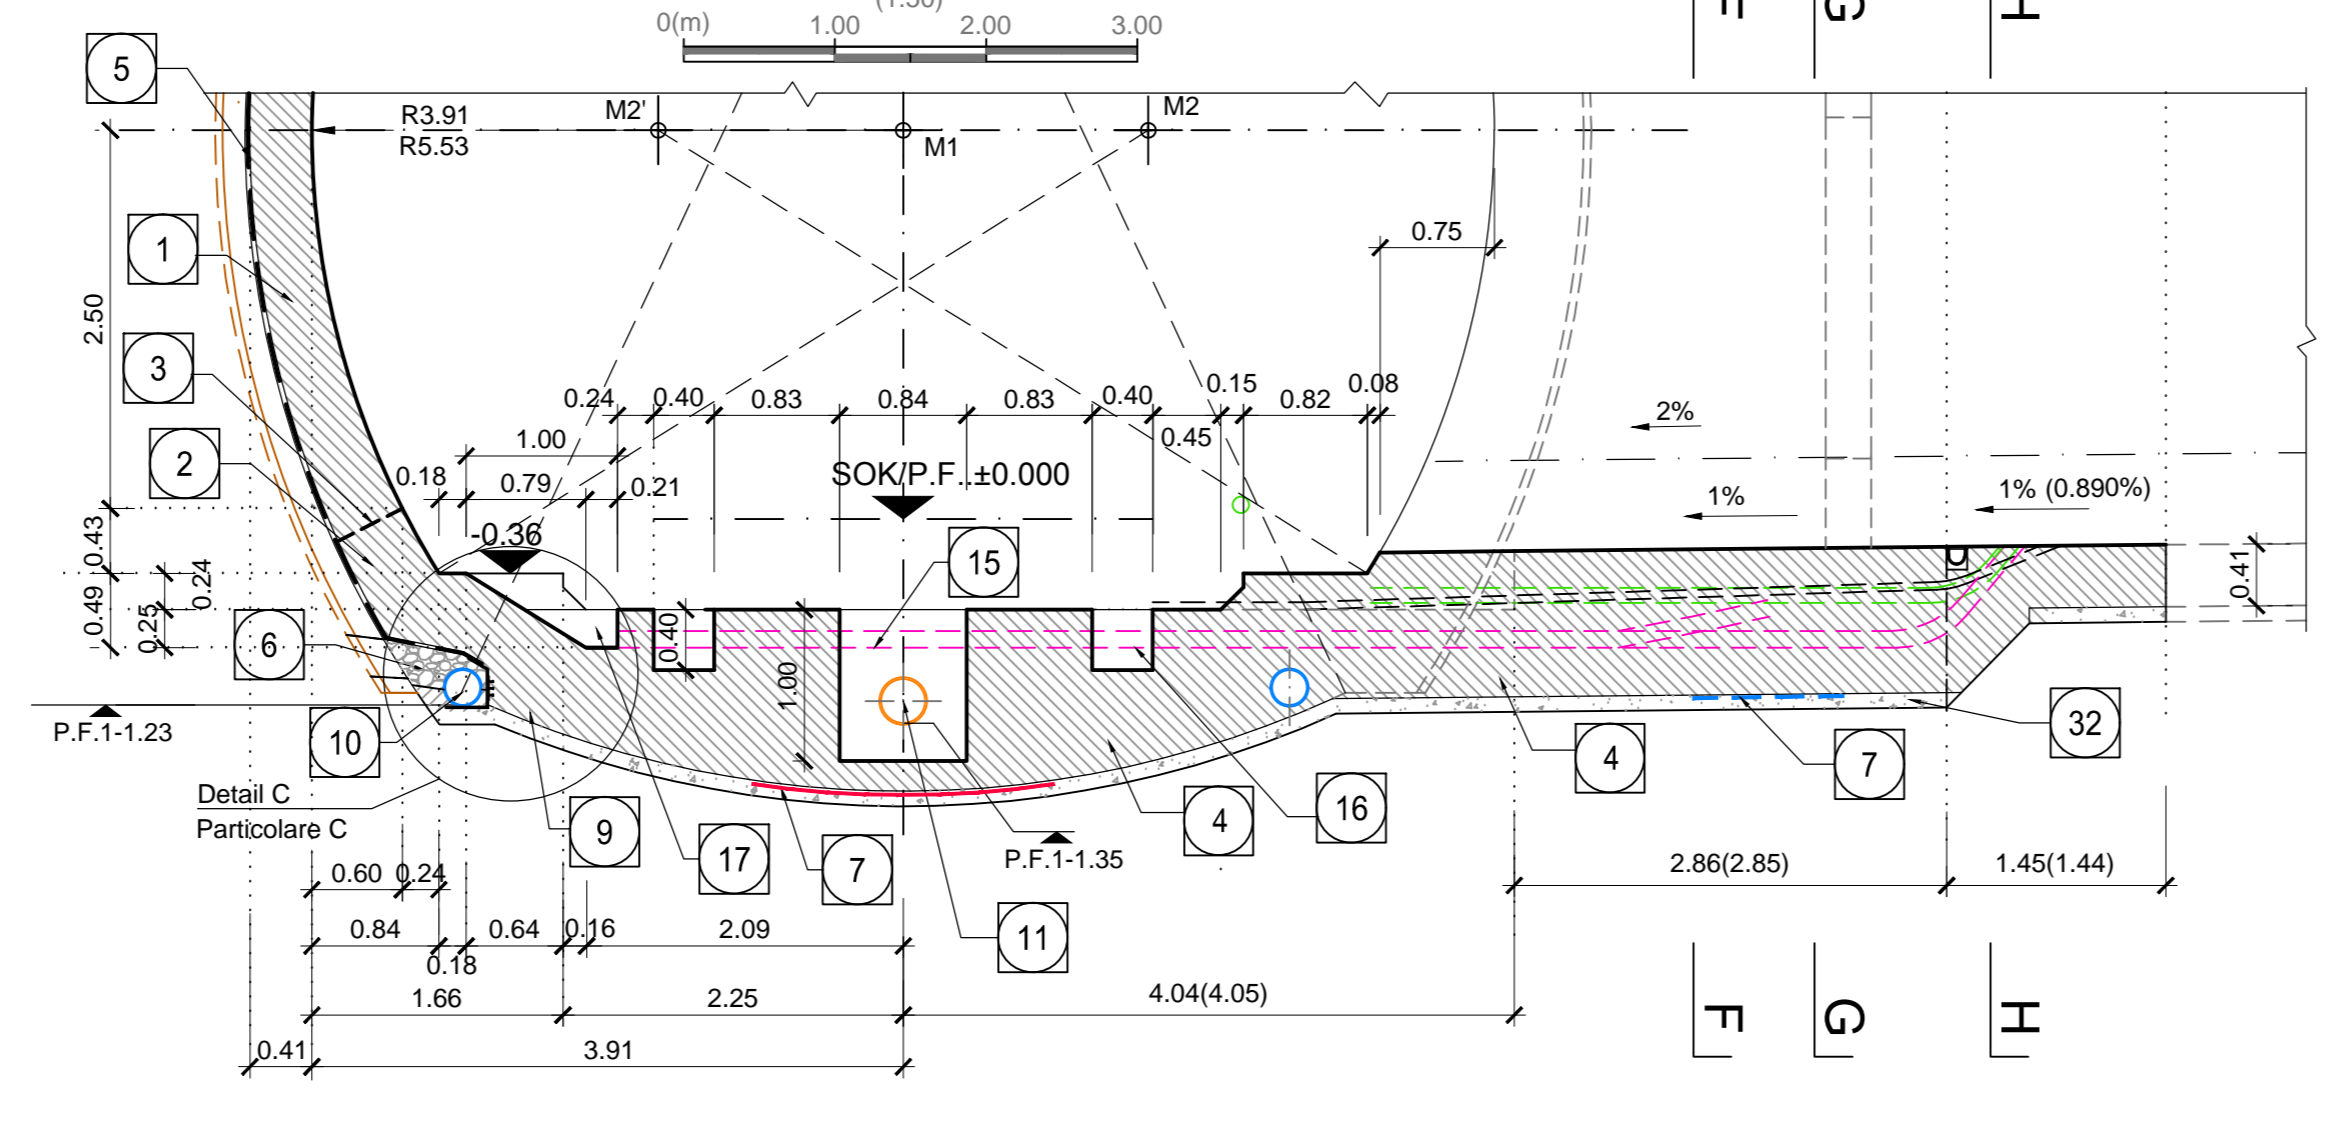 (1:50)
0(m) 1.00 2.00 3.00
F G H
5
R3.91
R5.53
M2' M1 M2
1
0.75
2.50
3
0.24 0.40 0.83 0.84 0.83 0.40 0.15 0.82 0.08
2%
1.00
0.45
2
0.18 0.79 0.21
SOK/P.F.
±0.000
1%
1% (0.890%)
0.43
-0.36
15
D
0.41
0.24
0.49
0.25
6
0.40
1.00
P.F.1-1.23
10
32
4
7
Detail C
Particolare C
9
17
7
4
16
P.F.1-1.35
2.86(2.85) 1.45(1.44)
0.60 0.24
0.84 0.64 0.16 2.09
11
0.18
1.66 2.25 4.04(4.05)
F G H
0.41 3.91